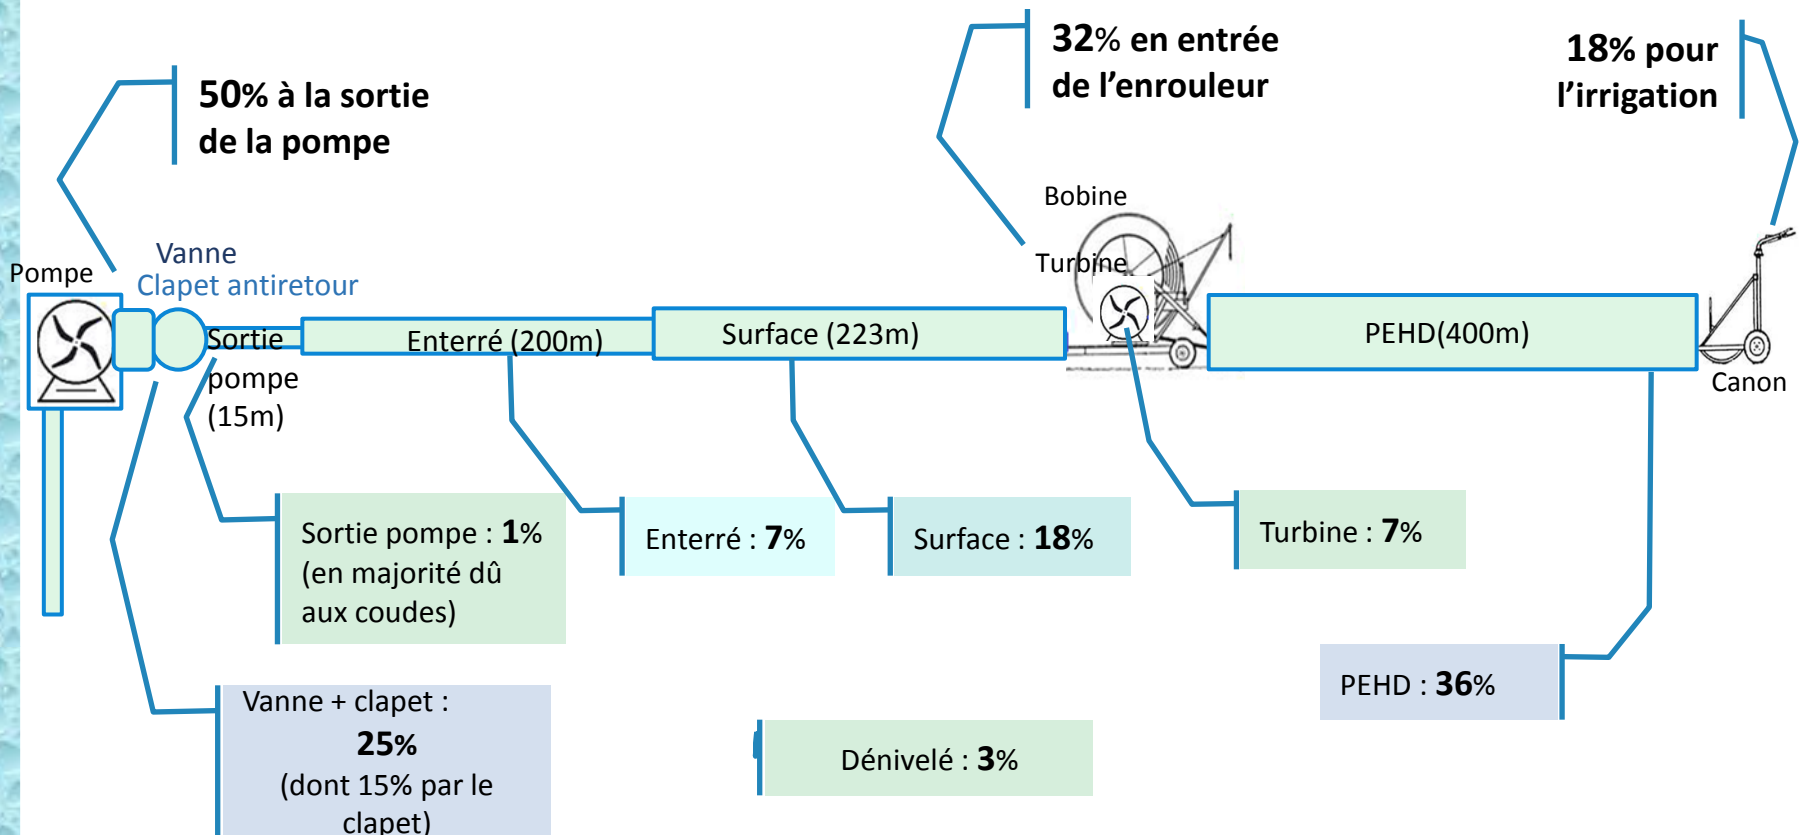 32% en entrée
de l’enrouleur
18% pour
l’irrigation
50% à la sortie
de la pompe
Bobine
Vanne
Turbine
Pompe
Clapet antiretour
Sortie
pompe
(15m)
Enterré (200m)
Surface (223m)
PEHD(400m)
Canon
Sortie pompe : 1%
(en majorité dû
aux coudes)
Enterré : 7%
Surface : 18%
Turbine : 7%
PEHD : 36%
Vanne + clapet :
25%
(dont 15% par le
clapet)
Dénivelé : 3%